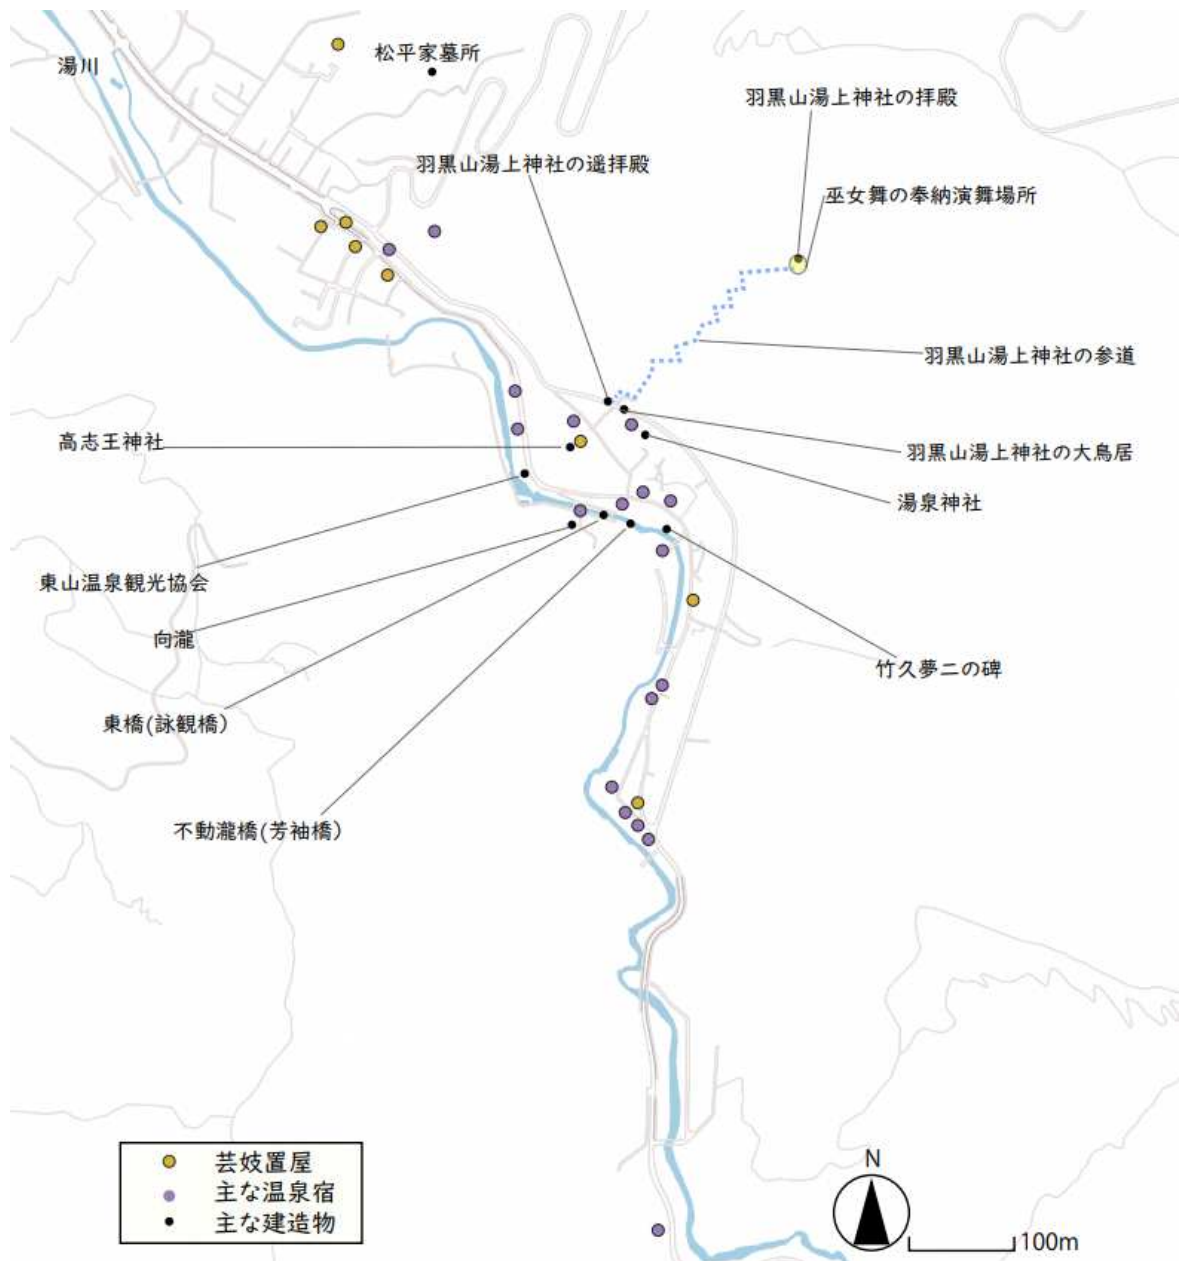 松平家墓所
湯川
羽黒山湯上神社の拝殿
羽黒山湯上神社の遥拝殿
巫女舞の奉納演舞場所
羽黒山湯上神社の参道
高志王神社
羽黒山湯上神社の大鳥居
湯泉神社
東山温泉観光協会
向瀧
竹久夢二の碑
東橋(詠観橋)
不動瀧橋(芳袖橋)
芸妓置屋
主な温泉宿
主な建造物
N
100m